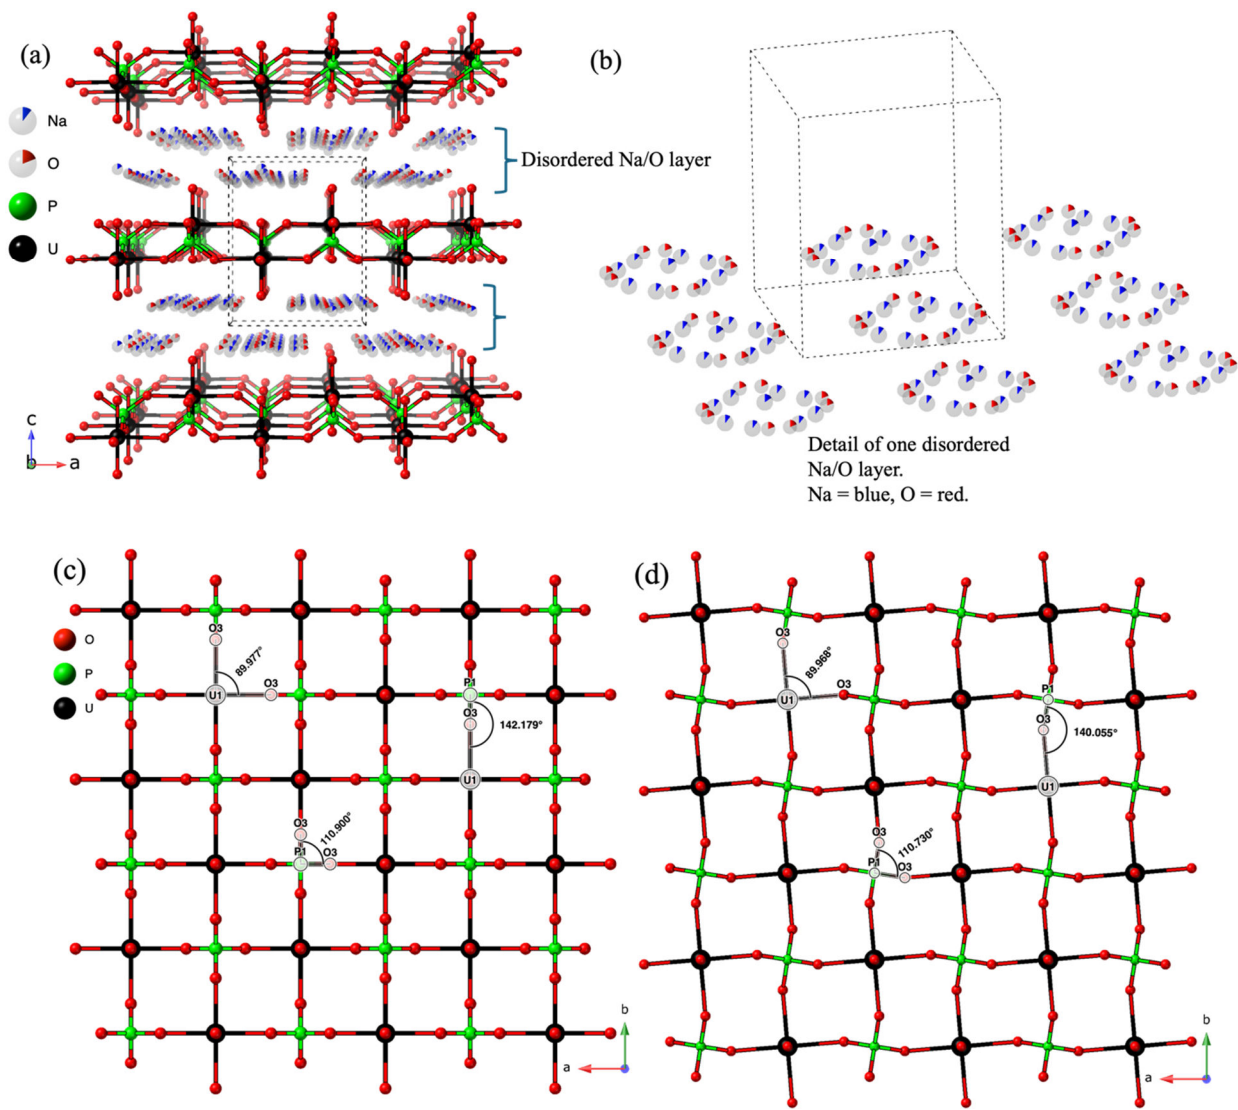 (a)
Na
O
P
U
Disordered Na/O layer
c
b
a
(b)
Detail of one disordered
Na/O layer.
Na = blue, O = red.
(c)
O
P
U
O3
89.977°
U1
O3
P1
O3
142.179°
U1
O3
110.900°
P1
O3
b
a
(d)
O3
89.968°
U1
O3
P1
O3
140.055°
U1
O3
110.730°
P1
O3
b
a